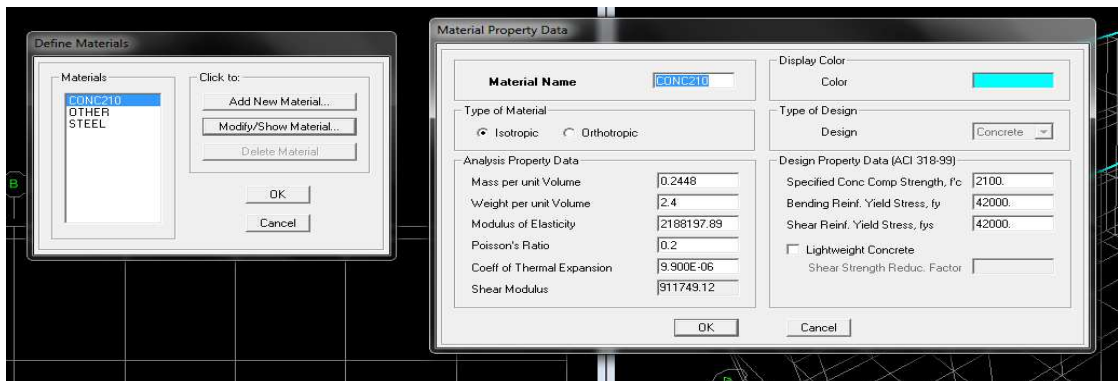 Define Materials
Materials
CONC210
OTHER
STEEL
Click to:
Add New Material...
Modify/Show Material...
Delete Material
OK
Cancel
B
Material Property Data
Material Name CONC210
Display Color
Color
Type of Material
Isotropic Orthotropic
Type of Design
Design Concrete
Analysis Property Data
Mass per unit Volume 0.2448
Weight per unit Volume 2.4
Modulus of Elasticity 2188197.89
Poisson's Ratio 0.2
Coeff of Thermal Expansion 9.900E-06
Shear Modulus 911749.12
Design Property Data (ACI 318-99)
Specified Conc Comp Strength, f'c 2100.
Bending Reinf. Yield Stress, fy 42000.
Shear Reinf. Yield Stress, fys 42000.
Lightweight Concrete
Shear Strength Reduc. Factor
OK Cancel